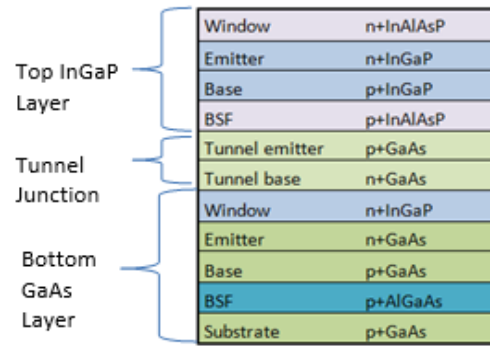 Window n+InAlAsP
Emitter n+InGaP
Base p+InGaP
BSF p+InAlAsP
Tunnel emitter p+GaAs
Tunnel base n+GaAs
Window n+InGaP
Emitter n+GaAs
Base p+GaAs
BSF p+AlGaAs
Substrate p+GaAs
Top InGaP
Layer
Tunnel
Junction
Bottom
GaAs
Layer